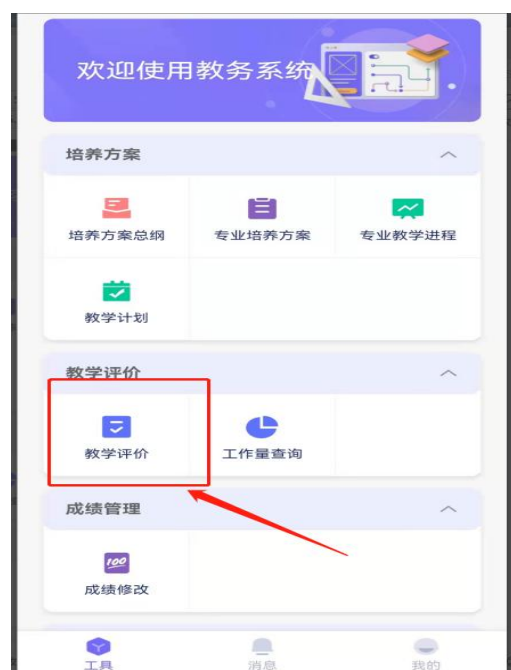 欢迎使用教务系统
培养方案
培养方案总纲
专业培养方案
专业教学进程
教学计划
教学评价
教学评价
工作量查询
成绩管理
100
成绩修改
工具
消息
我的